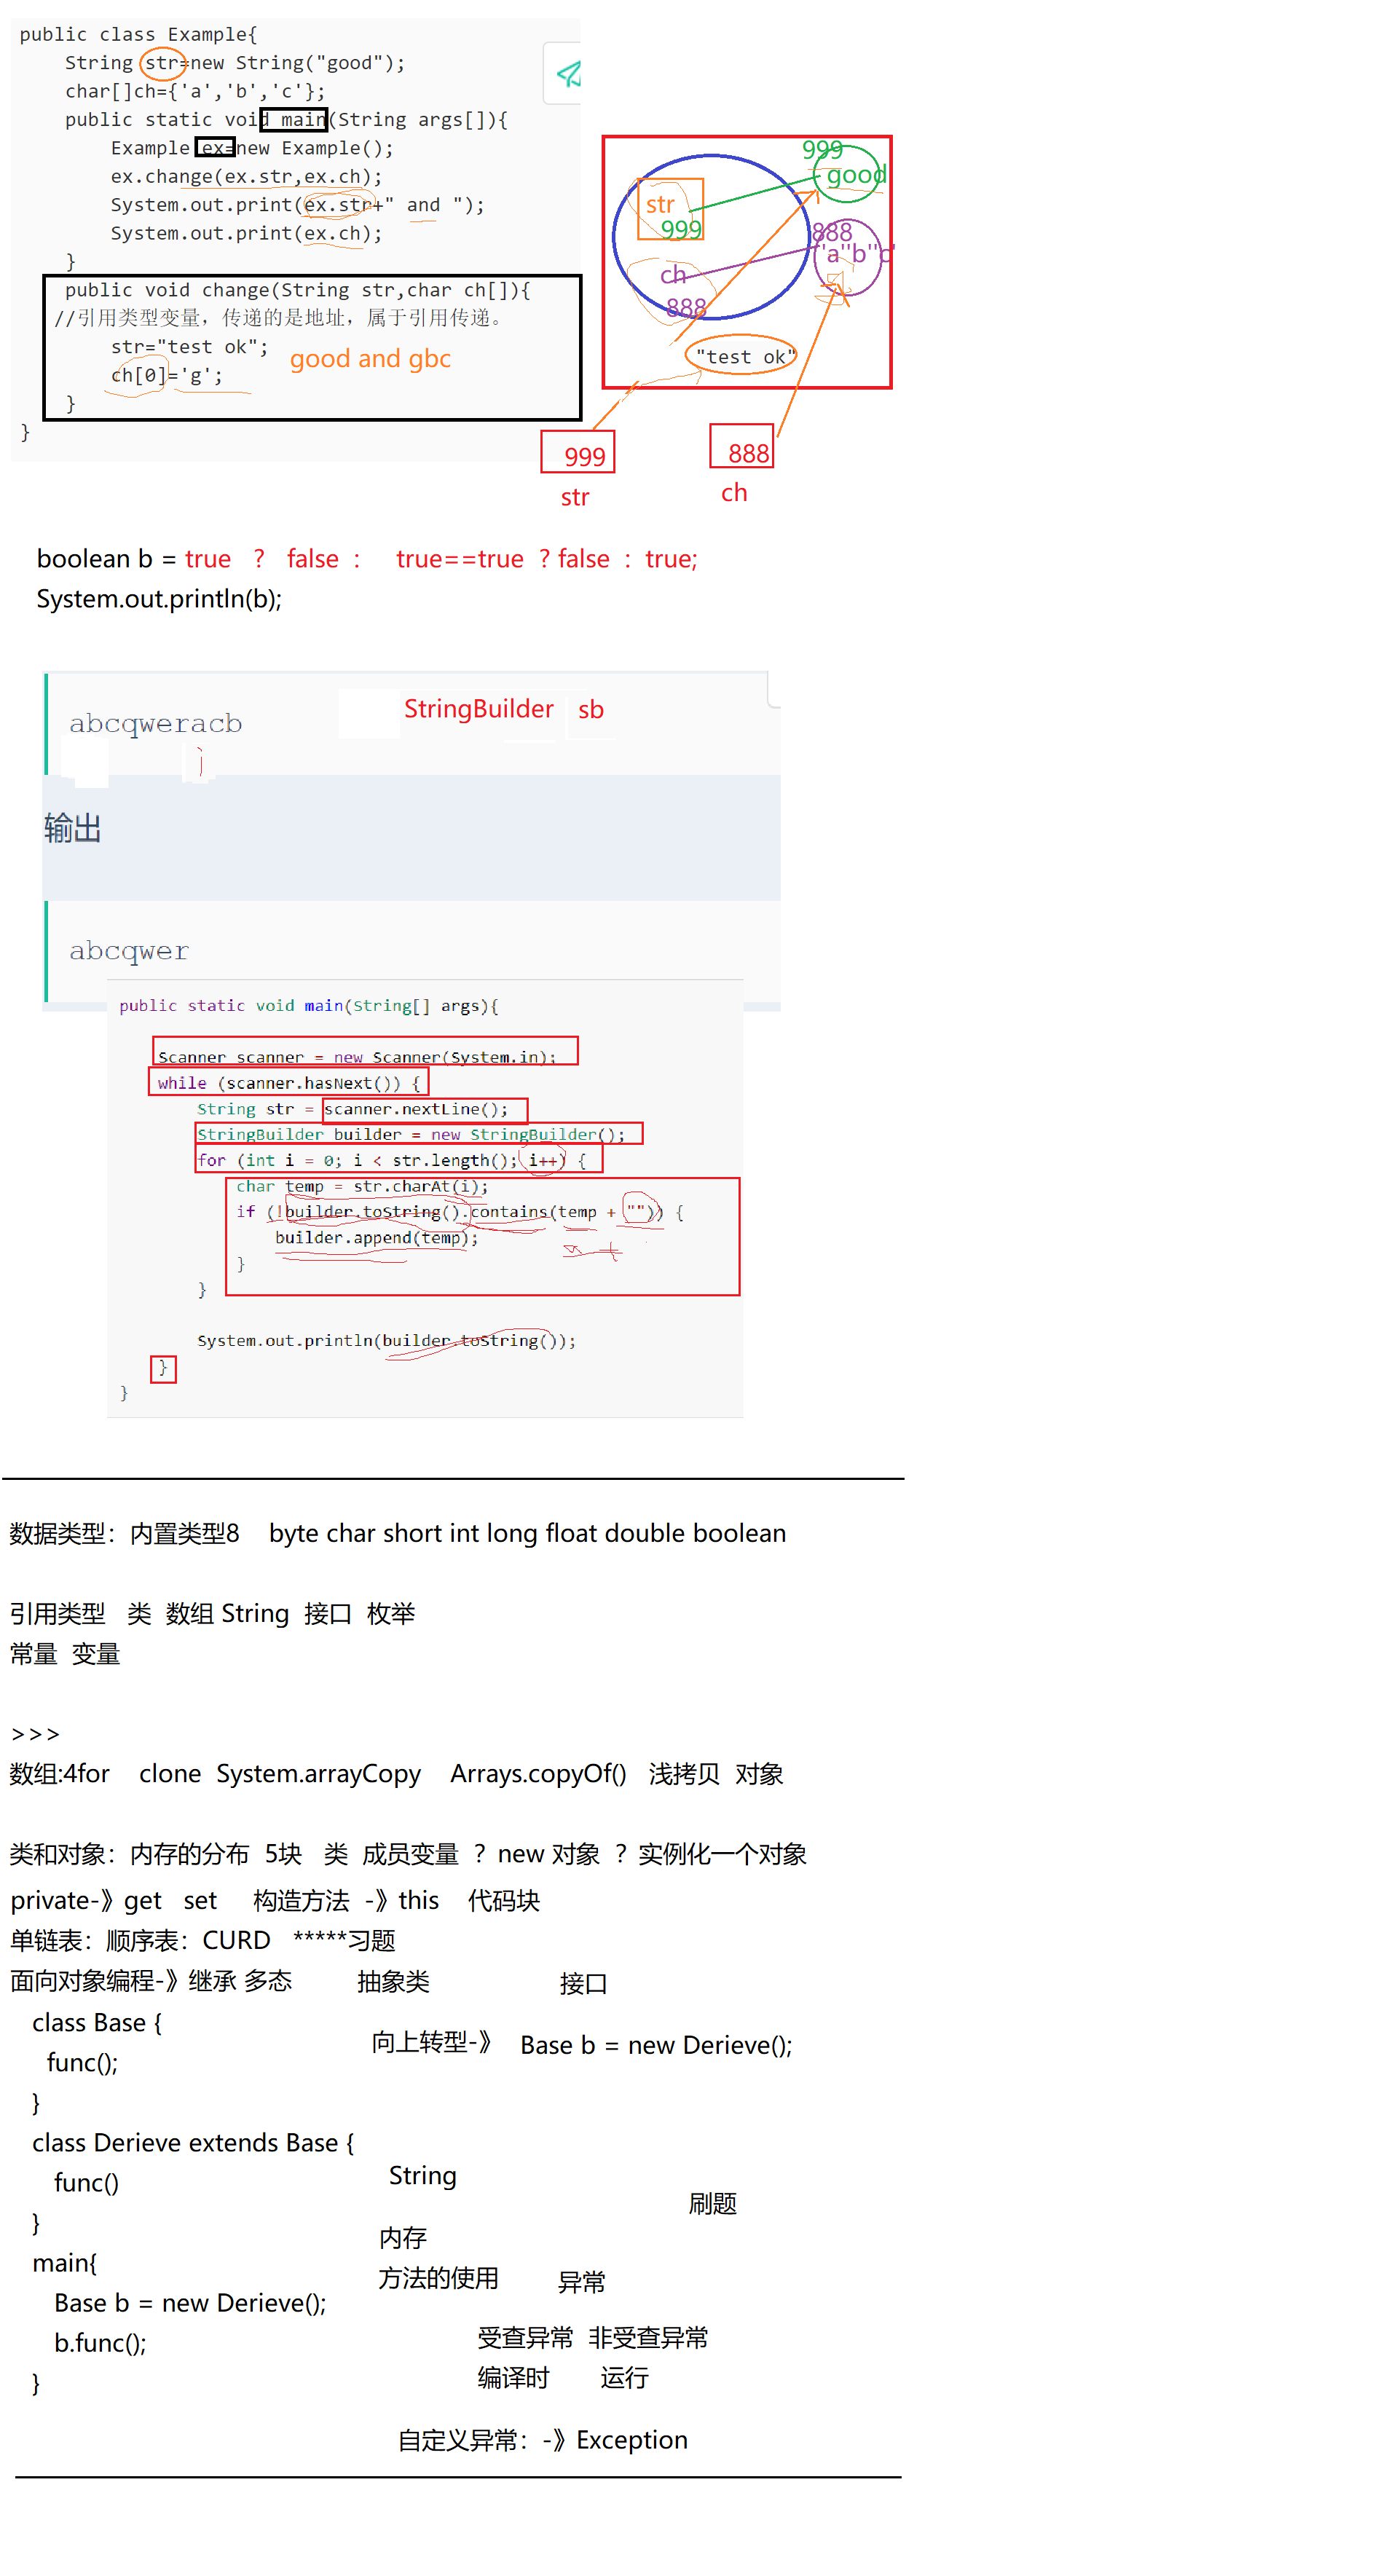 public class Example{
String str=new String("good");
char[]ch={'a','b','c'};
public static void main(String args[]){
Example ex=new Example();
ex.change(ex.str,ex.ch);
System.out.print(ex.str+" and ");
System.out.print(ex.ch);
}
public void change(String str,char ch[]){
//引用类型变量，传递的是地址，属于引用传递。
str="test ok";
ch[0]='g';
}
}
good and gbc
999
good
str
999
888
'a''b''c'
ch
888
"test ok"
999
888
str
ch
boolean b = true ? false : true==true ? false : true;
System.out.println(b);
abcqweracb
StringBuilder sb
输出
abcqwer
public static void main(String[] args){
Scanner scanner = new Scanner(System.in);
while (scanner.hasNext()) {
String str = scanner.nextLine();
StringBuilder builder = new StringBuilder();
for (int i = 0; i < str.length(); i++) {
char temp = str.charAt(i);
if (!builder.toString().contains(temp + "")) {
builder.append(temp);
}
}
System.out.println(builder.toString());
}
}
数据类型：内置类型8 byte char short int long float double boolean
引用类型 类 数组 String 接口 枚举
常量 变量
>>>
数组:4for clone System.arrayCopy Arrays.copyOf() 浅拷贝 对象
类和对象：内存的分布 5块 类 成员变量 ? new 对象 ? 实例化一个对象
private-》get set 构造方法 -》this 代码块
单链表：顺序表：CURD *****习题
面向对象编程-》继承 多态 抽象类 接口
class Base {
func();
}
class Derieve extends Base {
func()
}
main{
Base b = new Derieve();
b.func();
}
向上转型-》 Base b = new Derieve();
String
刷题
内存
方法的使用 异常
受查异常 非受查异常
编译时 运行
自定义异常：-》Exception